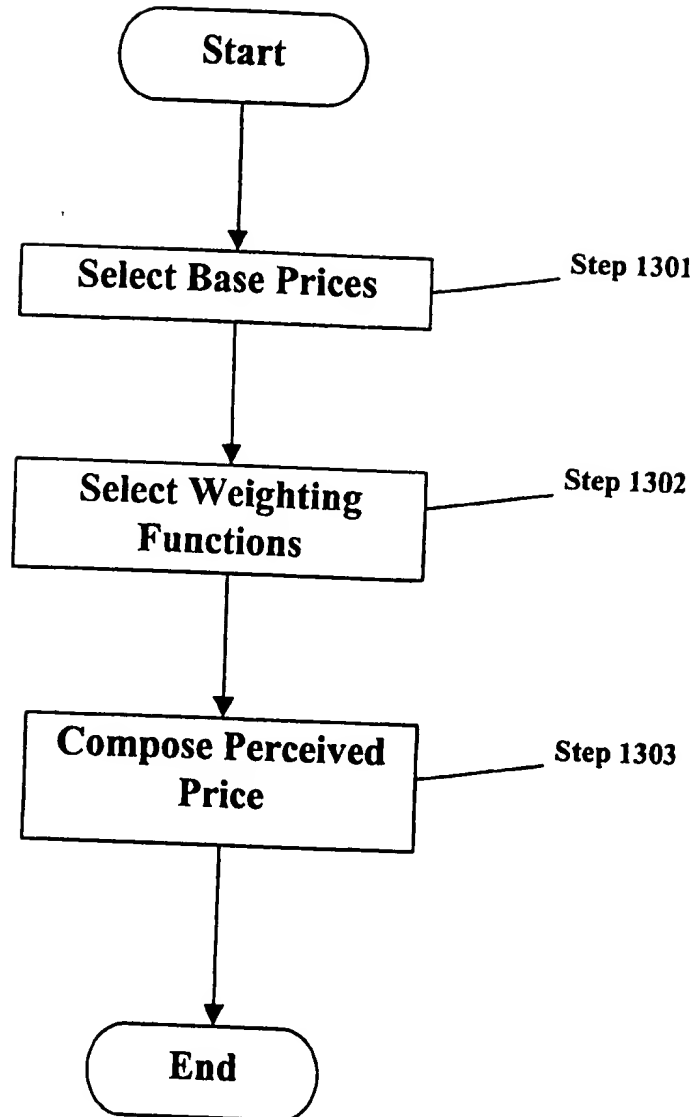 Start
Select Base Prices
Step 1301
Select Weighting
Functions
Step 1302
Compose Perceived
Price
Step 1303
End